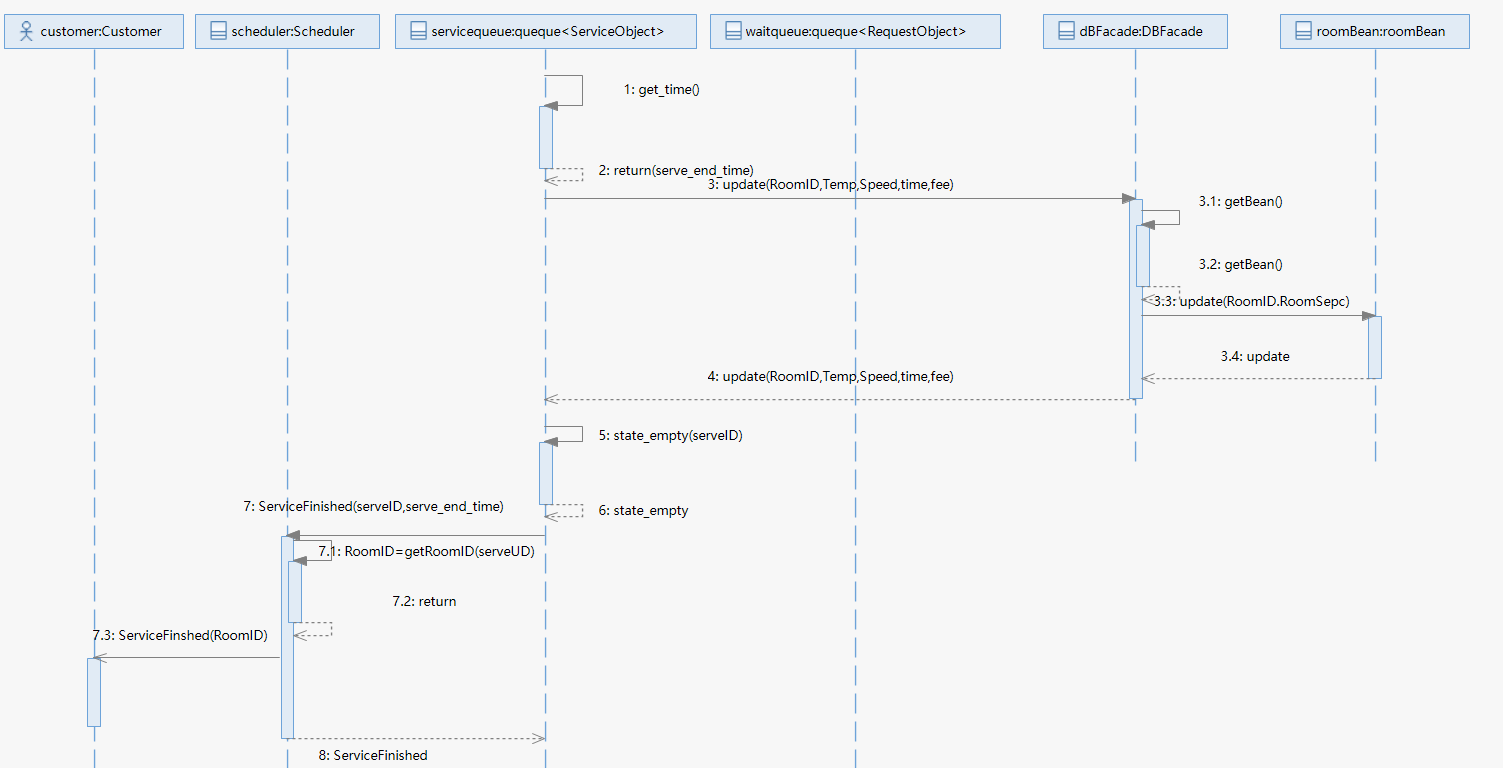 customer:Customer
scheduler:Scheduler
servicequeue:queque<ServiceObject>
waitqueue:queque<RequestObject>
dBFacade:DBFacade
roomBean:roomBean
1: get_time()
2: return(serve_end_time)
3: update(RoomID,Temp,Speed,time,fee)
3.1: getBean()
3.2: getBean()
3.3: update(RoomID.RoomSepc)
3.4: update
4: update(RoomID,Temp,Speed,time,fee)
5: state_empty(serveID)
7: ServiceFinished(serveID,serve_end_time)
6: state_empty
7.1: RoomID=getRoomID(serveUD)
7.2: return
7.3: ServiceFinshed(RoomID)
8: ServiceFinished